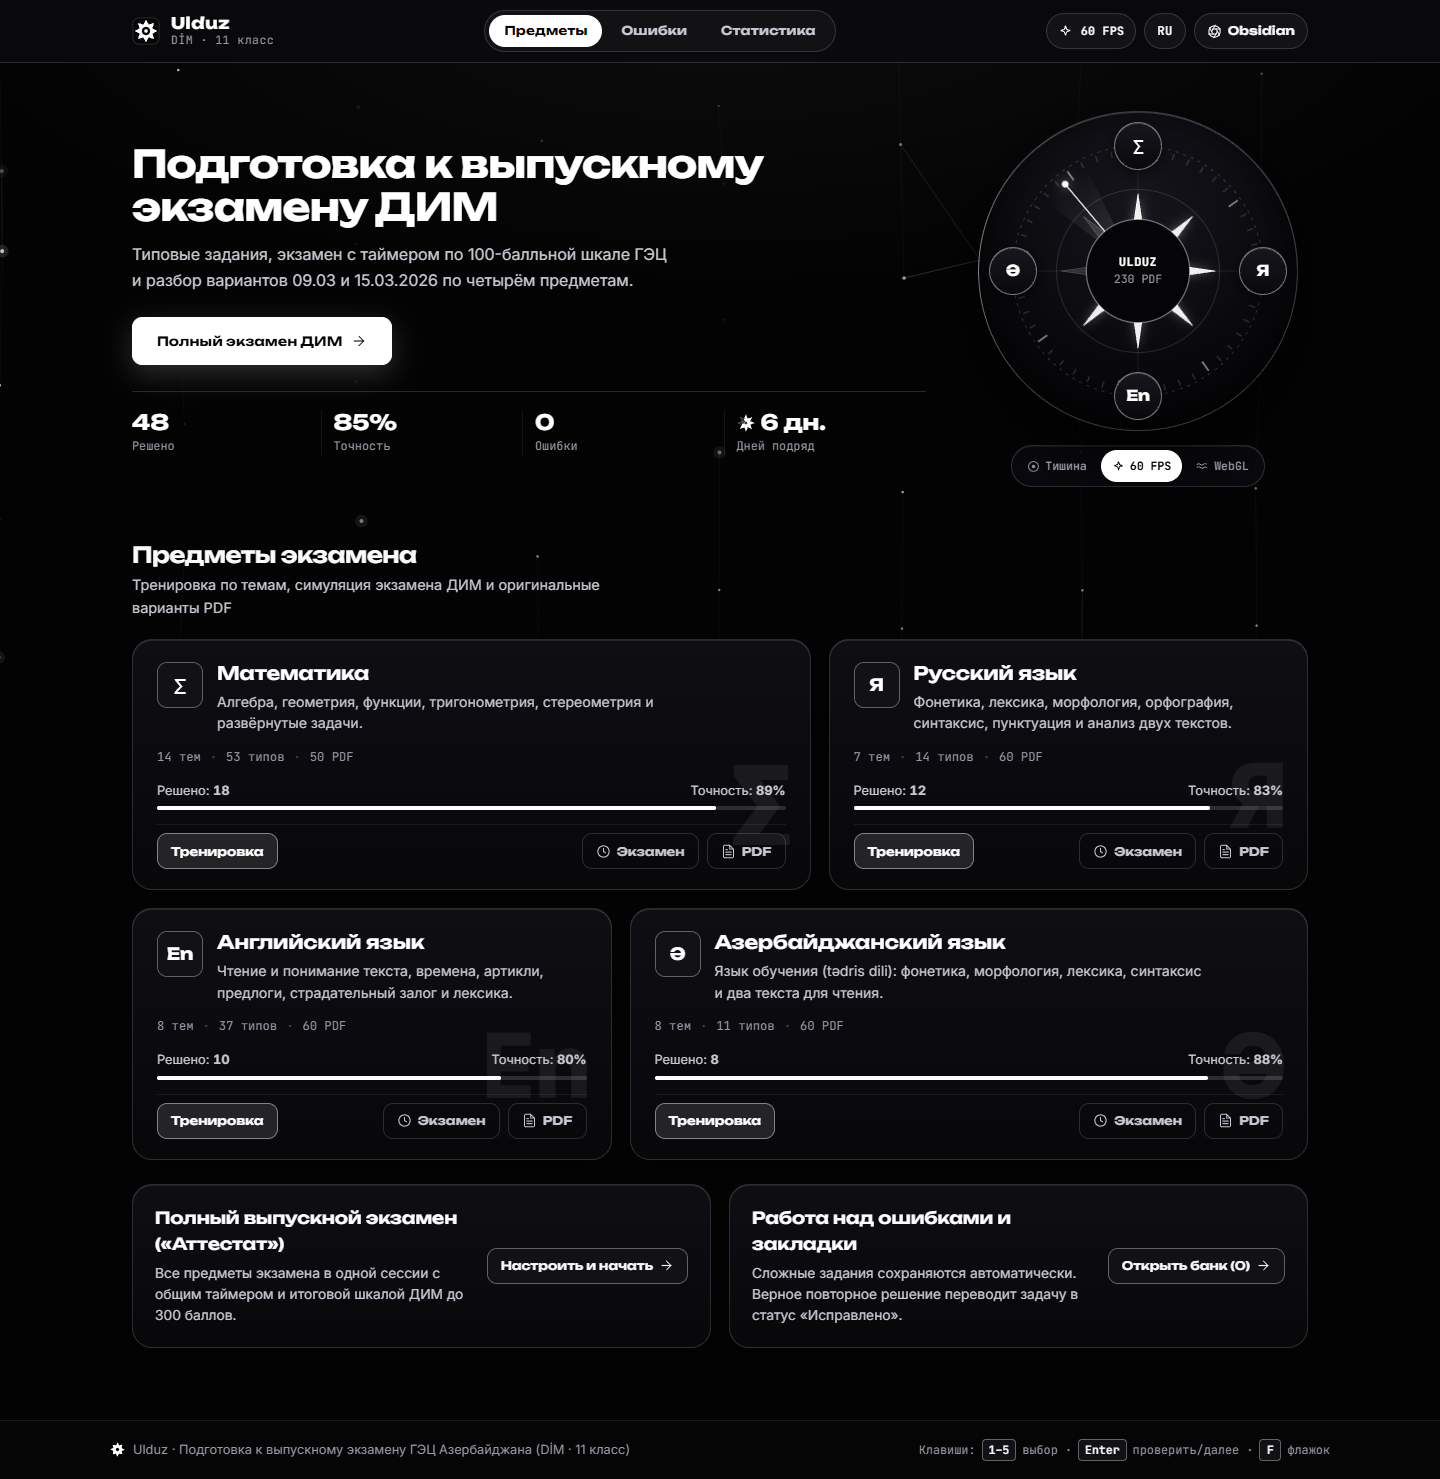 Ulduz
DİM · 11 класс
Предметы
Ошибки
Статистика
60 FPS
RU
Obsidian
Подготовка к выпускному
экзамену ДИМ
Типовые задания, экзамен с таймером по 100-балльной шкале ГЭЦ
и разбор вариантов 09.03 и 15.03.2026 по четырём предметам.
Полный экзамен ДИМ →
48
Решено
85%
Точность
0
Ошибки
6 дн.
Дней подряд
Σ
Ə
ULDUZ
230 PDF
Я
En
Тишина
60 FPS
WebGL
Предметы экзамена
Тренировка по темам, симуляция экзамена ДИМ и оригинальные
варианты PDF
Σ
Математика
Алгебра, геометрия, функции, тригонометрия, стереометрия и
развёрнутые задачи.
14 тем · 53 типов · 50 PDF
Решено: 18
Точность: 89%
Σ
Тренировка
Экзамен
PDF
Я
Русский язык
Фонетика, лексика, морфология, орфография,
синтаксис, пунктуация и анализ двух текстов.
7 тем · 14 типов · 60 PDF
Решено: 12
Точность: 83%
Я
Тренировка
Экзамен
PDF
En
Английский язык
Чтение и понимание текста, времена, артикли,
предлоги, страдательный залог и лексика.
8 тем · 37 типов · 60 PDF
Решено: 10
Точность: 80%
En
Тренировка
Экзамен
PDF
Ə
Азербайджанский язык
Язык обучения (tədris dili): фонетика, морфология, лексика, синтаксис
и два текста для чтения.
8 тем · 11 типов · 60 PDF
Решено: 8
Точность: 88%
Ə
Тренировка
Экзамен
PDF
Полный выпускной экзамен
(«Аттестат»)
Все предметы экзамена в одной сессии с
общим таймером и итоговой шкалой ДИМ до
300 баллов.
Настроить и начать →
Работа над ошибками и
закладки
Сложные задания сохраняются автоматически.
Верное повторное решение переводит задачу в
статус «Исправлено».
Открыть банк (0) →
Ulduz · Подготовка к выпускному экзамену ГЭЦ Азербайджана (DİM · 11 класс)
Клавиши: 1–5 выбор · Enter проверить/далее · F флажок